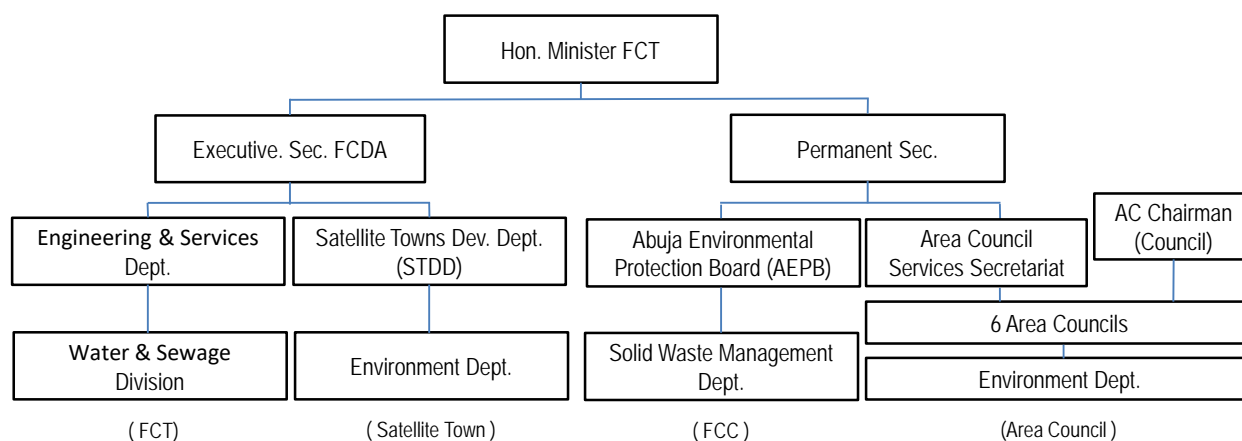 Hon. Minister FCT
Executive. Sec. FCDA
Permanent Sec.
Engineering & Services
Dept.
Satellite Towns Dev. Dept.
(STDD)
Abuja Environmental
Protection Board (AEPB)
Area Council
Services Secretariat
AC Chairman
(Council)
6 Area Councils
Water & Sewage
Division
Environment Dept.
Solid Waste Management
Dept.
Environment Dept.
( FCT)
( Satellite Town )
( FCC )
(Area Council )